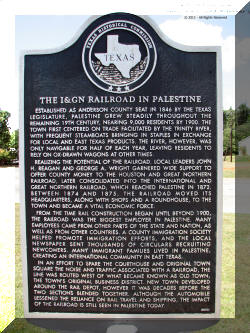 © 2013 - All Rights Reserved
TEXAS HISTORICAL COMMISSION
TEXAS
THE I&GN RAILROAD IN PALESTINE
ESTABLISHED AS ANDERSON COUNTY SEAT IN 1846 BY THE TEXAS
LEGISLATURE, PALESTINE GREW STEADILY THROUGHOUT THE
REMAINING 19TH CENTURY, NEARING 9,000 RESIDENTS BY 1900. THE
TOWN FIRST CENTERED ON TRADE FACILITATED BY THE TRINITY RIVER,
WITH FREQUENT STEAMBOATS BRINGING IN STAPLES IN EXCHANGE
FOR LOCAL AND EAST TEXAS PRODUCTS. THE RIVER, HOWEVER, WAS
ONLY NAVIGABLE FOR HALF OF EACH YEAR, LEAVING RESIDENTS TO
RELY ON OX-DRAWN WAGONS AT OTHER TIMES.
REALIZING THE POTENTIAL OF THE RAILROAD, LOCAL LEADERS JOHN
H. REAGAN AND GEORGE A. WRIGHT GARNERED WIDE SUPPORT TO
OFFER COUNTY MONEY TO THE HOUSTON AND GREAT NORTHERN
RAILROAD, LATER CONSOLIDATED INTO THE INTERNATIONAL AND
GREAT NORTHERN RAILROAD, WHICH REACHED PALESTINE IN 1872.
BETWEEN 1874 AND 1875, THE RAILROAD MOVED ITS
HEADQUARTERS, ALONG WITH SHOPS AND A ROUNDHOUSE, TO THE
TOWN AND BECAME A VITAL ECONOMIC FORCE.
FROM THE TIME RAIL CONSTRUCTION BEGAN UNTIL BEYOND 1900,
THE RAILROAD WAS THE BIGGEST EMPLOYER IN PALESTINE. MANY
EMPLOYEES CAME FROM OTHER PARTS OF THE STATE AND NATION, AS
WELL AS FROM OTHER COUNTRIES. A COUNTY IMMIGRATION SOCIETY
HELPED PROMOTE IMMIGRATION EFFORTS, AND THE LOCAL
NEWSPAPER SENT THOUSANDS OF CIRCULARS RECRUITING
NEWCOMERS. MANY IMMIGRANT FAMILIES LIVED IN PALESTINE,
CREATING AN INTERNATIONAL COMMUNITY IN EAST TEXAS.
IN AN EFFORT TO SPARE THE COURTHOUSE AND ORIGINAL TOWN
SQUARE THE NOISE AND TRAFFIC ASSOCIATED WITH A RAILROAD, THE
LINE WAS ROUTED WEST OF WHAT BECAME KNOWN AS OLD TOWN,
THE TOWN'S ORIGINAL BUSINESS DISTRICT. NEW TOWN DEVELOPED
AROUND THE RAIL DEPOT, HOWEVER IT WAS DECADES BEFORE THE
TWO SECTIONS BLENDED TOGETHER. ALTHOUGH TIME HAS
LESSENED THE RELIANCE ON RAIL TRAVEL AND SHIPPING, THE IMPACT
OF THE RAILROAD IS STILL SEEN IN PALESTINE TODAY.